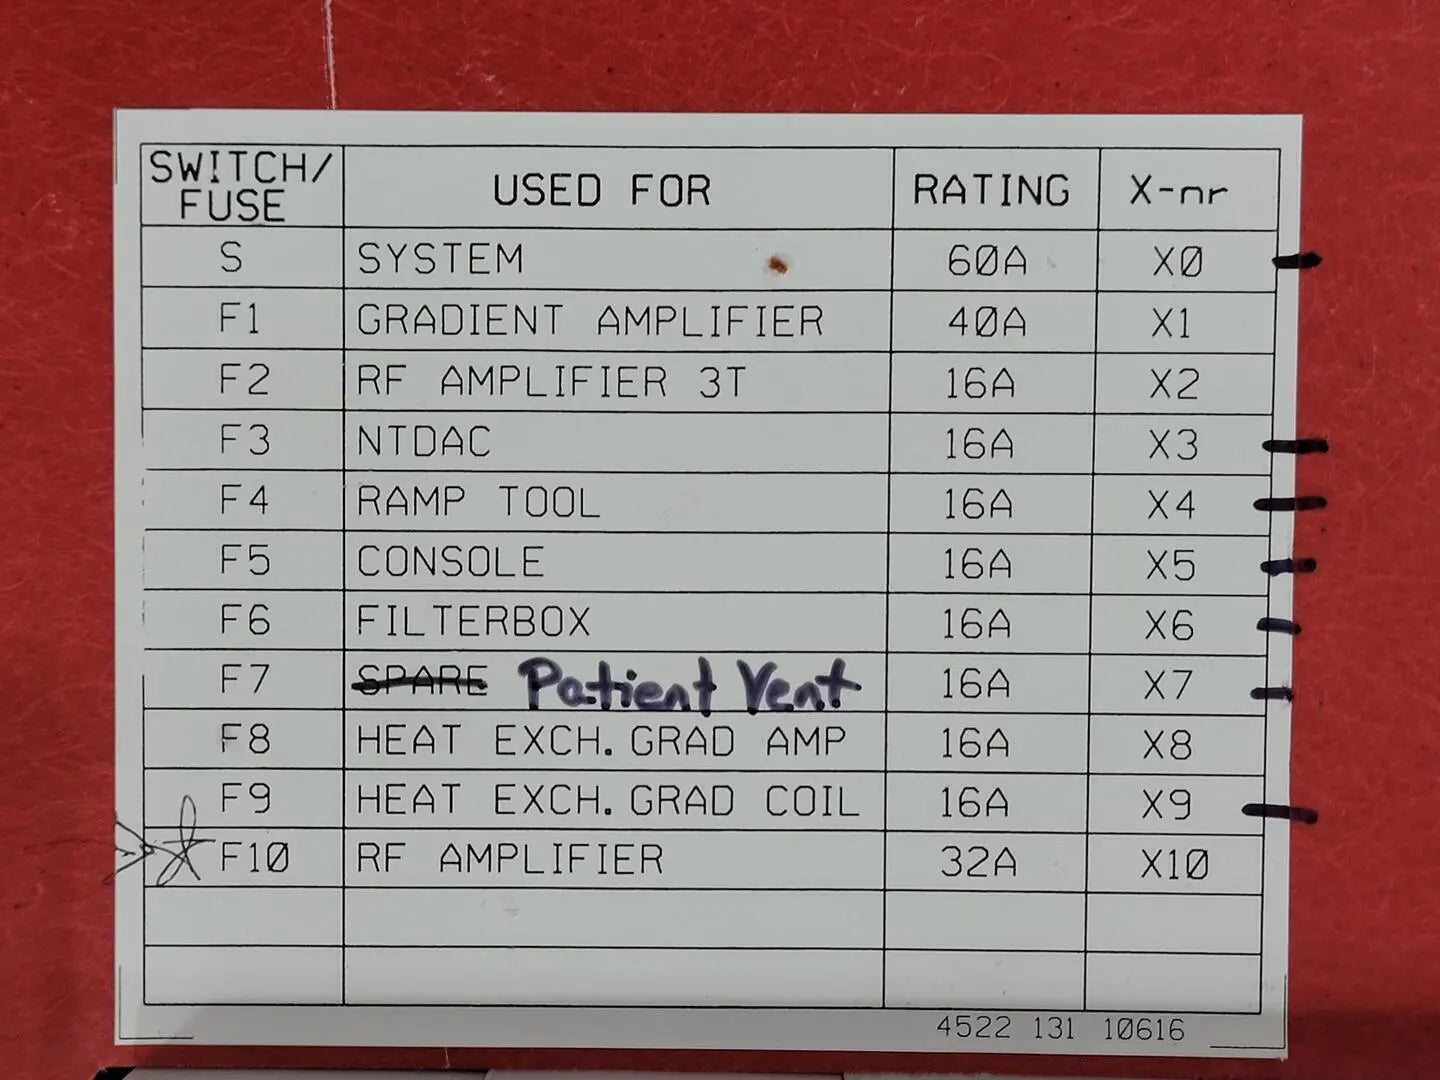 SWITCH/ FUSE USED FOR RATING X-nr
S SYSTEM 60A X0
F1 GRADIENT AMPLIFIER 40A X1
F2 RF AMPLIFIER 3T 16A X2
F3 NTDAC 16A X3
F4 RAMP TOOL 16A X4
F5 CONSOLE 16A X5
F6 FILTERBOX 16A X6
F7 SPARE Patient Vent 16A X7
F8 HEAT EXCH. GRAD AMP 16A X8
F9 HEAT EXCH. GRAD COIL 16A X9
F10 RF AMPLIFIER 32A X10
4522 131 10616